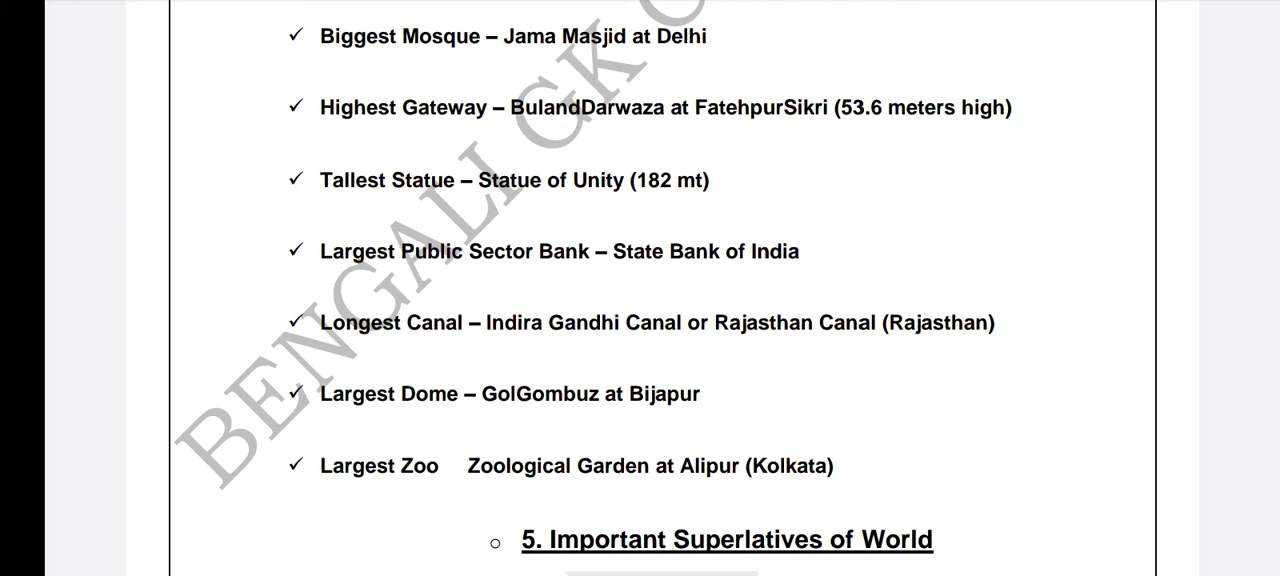 ✓ Biggest Mosque – Jama Masjid at Delhi
✓ Highest Gateway – BulandDarwaza at FatehpurSikri (53.6 meters high)
✓ Tallest Statue – Statue of Unity (182 mt)
✓ Largest Public Sector Bank – State Bank of India
✓ Longest Canal – Indira Gandhi Canal or Rajasthan Canal (Rajasthan)
✓ Largest Dome – GolGombuz at Bijapur
✓ Largest Zoo Zoological Garden at Alipur (Kolkata)
○ 5. Important Superlatives of World
BENGALI GK